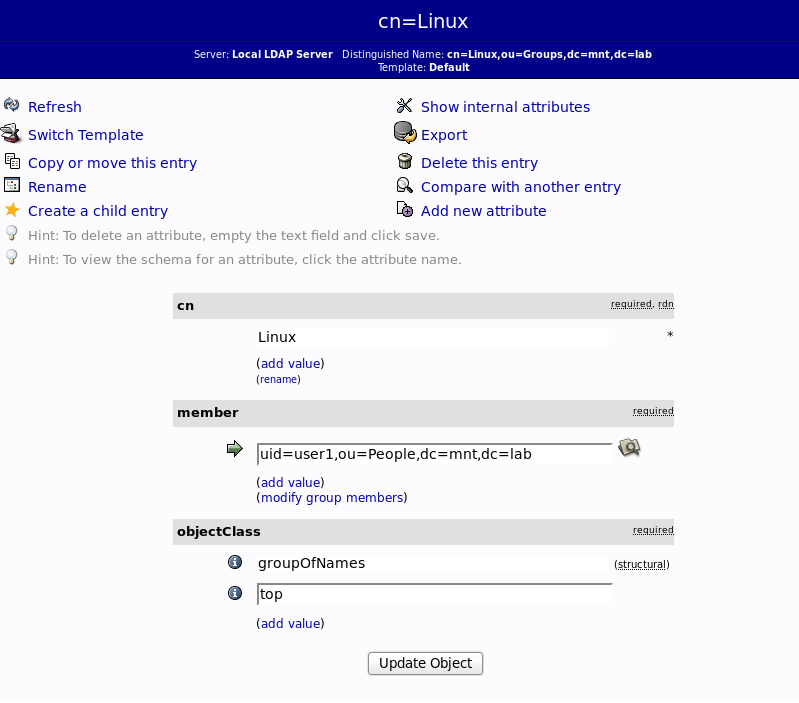 cn=Linux
Server: Local LDAP Server   Distinguished Name: cn=Linux,ou=Groups,dc=mnt,dc=lab
Template: Default
Refresh
Show internal attributes
Switch Template
Export
Copy or move this entry
Delete this entry
Rename
Compare with another entry
Create a child entry
Add new attribute
Hint: To delete an attribute, empty the text field and click save.
Hint: To view the schema for an attribute, click the attribute name.
cn required, rdn
Linux *
(add value)
(rename)
member required
uid=user1,ou=People,dc=mnt,dc=lab
(add value)
(modify group members)
objectClass required
groupOfNames (structural)
top
(add value)
Update Object